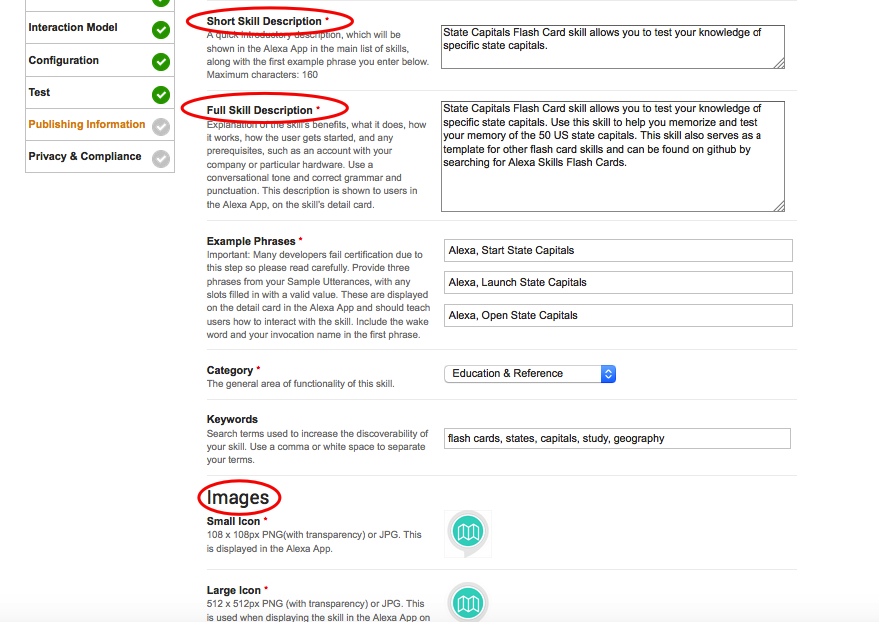 Interaction Model
Configuration
Test
Publishing Information
Privacy & Compliance
Short Skill Description *
A quick introductory description, which will be
shown in the Alexa App in the main list of skills,
along with the first example phrase you enter below.
Maximum characters: 160
State Capitals Flash Card skill allows you to test your knowledge of
specific state capitals.
Full Skill Description *
Explanation of the skill's benefits, what it does, how
it works, how the user gets started, and any
prerequisites, such as an account with your
company or particular hardware. Use a
conversational tone and correct grammar and
punctuation. This description is shown to users in
the Alexa App, on the skill's detail card.
State Capitals Flash Card skill allows you to test your knowledge of
specific state capitals. Use this skill to help you memorize and test
your memory of the 50 US state capitals. This skill also serves as a
template for other flash card skills and can be found on github by
searching for Alexa Skills Flash Cards.
Example Phrases *
Important: Many developers fail certification due to
this step so please read carefully. Provide three
phrases from your Sample Utterances, with any
slots filled in with a valid value. These are displayed
on the detail card in the Alexa App and should teach
users how to interact with the skill. Include the wake
word and your invocation name in the first phrase.
Alexa, Start State Capitals
Alexa, Launch State Capitals
Alexa, Open State Capitals
Category *
The general area of functionality of this skill.
Education & Reference
Keywords
Search terms used to increase the discoverability of
your skill. Use a comma or white space to separate
your terms.
flash cards, states, capitals, study, geography
Images
Small Icon *
108 x 108px PNG(with transparency) or JPG. This
is displayed in the Alexa App.
Large Icon *
512 x 512px PNG (with transparency) or JPG. This
is used when displaying the skill in the Alexa App on